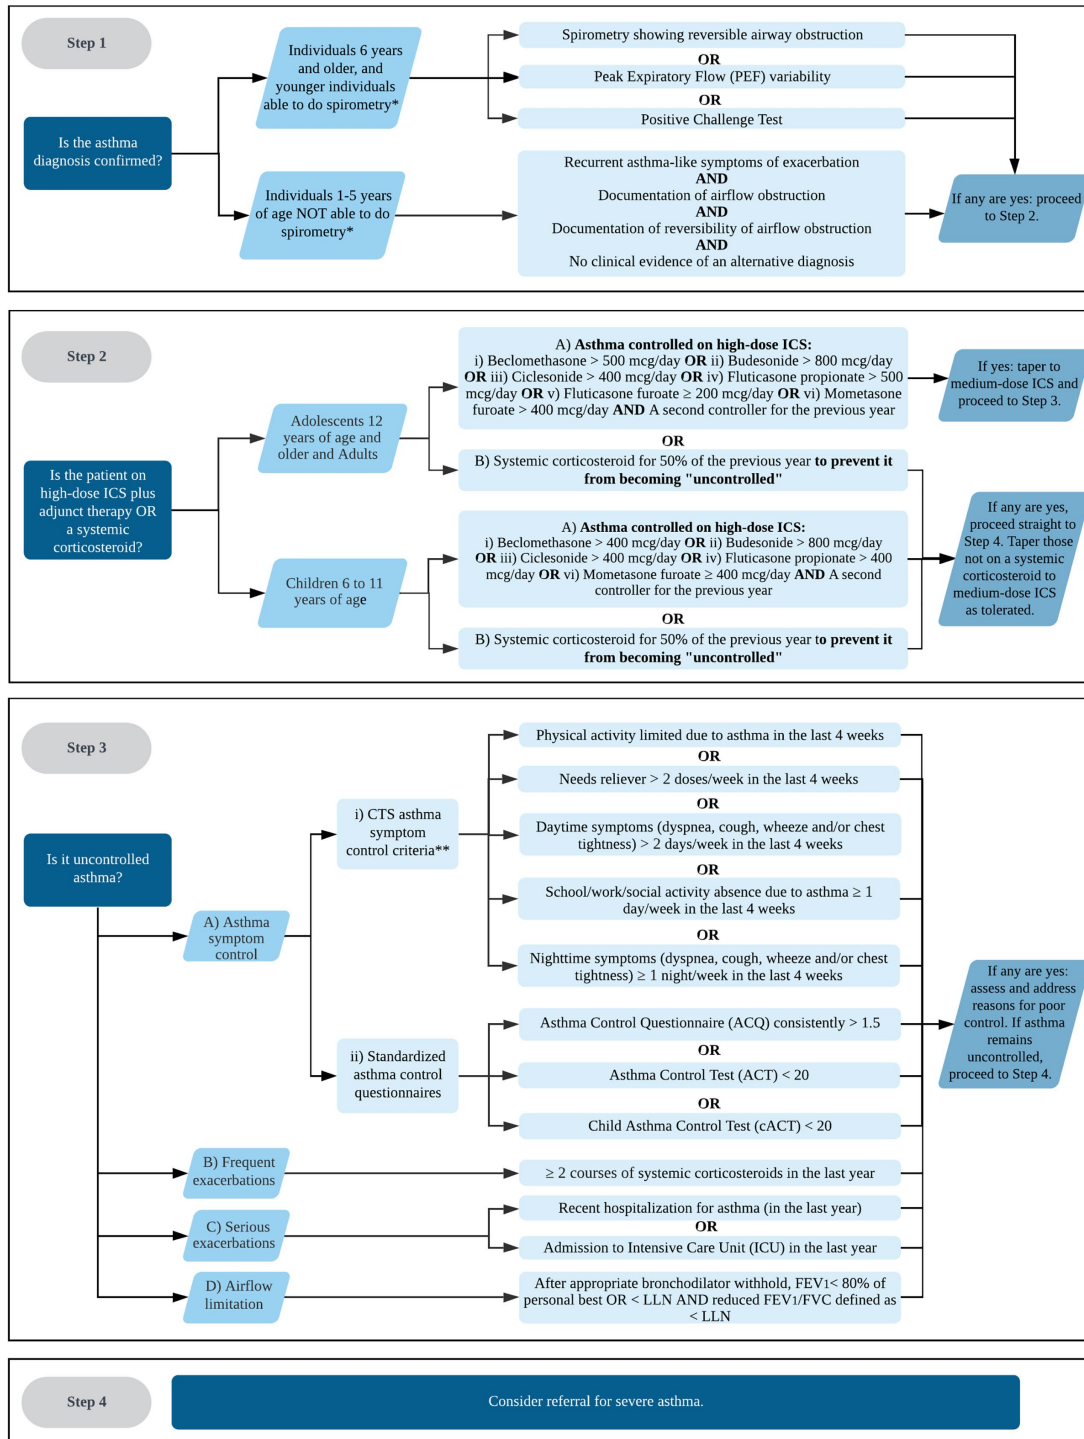 Step 1
Is the asthma
diagnosis confirmed?
Individuals 6 years
and older, and
younger individuals
able to do spirometry*
Individuals 1-5 years
of age NOT able to do
spirometry*
Spirometry showing reversible airway obstruction
OR
Peak Expiratory Flow (PEF) variability
OR
Positive Challenge Test
Recurrent asthma-like symptoms of exacerbation
AND
Documentation of airflow obstruction
AND
Documentation of reversibility of airflow obstruction
AND
No clinical evidence of an alternative diagnosis
If any are yes: proceed
to Step 2.
Step 2
Is the patient on
high-dose ICS plus
adjunct therapy OR
a systemic
corticosteroid?
Adolescents 12
years of age and
older and Adults
Children 6 to 11
years of age
A) Asthma controlled on high-dose ICS:
i) Beclomethasone > 500 mcg/day OR ii) Budesonide > 800 mcg/day
OR iii) Ciclesonide > 400 mcg/day OR iv) Fluticasone propionate > 500
mcg/day OR v) Fluticasone furoate ≥ 200 mcg/day OR vi) Mometasone
furoate > 400 mcg/day AND A second controller for the previous year
OR
B) Systemic corticosteroid for 50% of the previous year to prevent it
from becoming "uncontrolled"
A) Asthma controlled on high-dose ICS:
i) Beclomethasone > 400 mcg/day OR ii) Budesonide > 800 mcg/day
OR iii) Ciclesonide > 400 mcg/day OR iv) Fluticasone propionate > 400
mcg/day OR vi) Mometasone furoate ≥ 400 mcg/day AND A second
controller for the previous year
OR
B) Systemic corticosteroid for 50% of the previous year to prevent it
from becoming "uncontrolled"
If yes: taper to
medium-dose ICS and
proceed to Step 3.
If any are yes,
proceed straight to
Step 4. Taper those
not on a systemic
corticosteroid to
medium-dose ICS
as tolerated.
Step 3
Is it uncontrolled
asthma?
A) Asthma
symptom
control
i) CTS asthma
symptom
control criteria**
Physical activity limited due to asthma in the last 4 weeks
OR
Needs reliever > 2 doses/week in the last 4 weeks
OR
Daytime symptoms (dyspnea, cough, wheeze and/or chest
tightness) > 2 days/week in the last 4 weeks
OR
School/work/social activity absence due to asthma ≥ 1
day/week in the last 4 weeks
OR
Nighttime symptoms (dyspnea, cough, wheeze and/or chest
tightness) ≥ 1 night/week in the last 4 weeks
ii) Standardized
asthma control
questionnaires
Asthma Control Questionnaire (ACQ) consistently > 1.5
OR
Asthma Control Test (ACT) < 20
OR
Child Asthma Control Test (cACT) < 20
B) Frequent
exacerbations
≥ 2 courses of systemic corticosteroids in the last year
C) Serious
exacerbations
Recent hospitalization for asthma (in the last year)
OR
Admission to Intensive Care Unit (ICU) in the last year
D) Airflow
limitation
After appropriate bronchodilator withhold, FEV1< 80% of
personal best OR < LLN AND reduced FEV1/FVC defined as
< LLN
If any are yes:
assess and address
reasons for poor
control. If asthma
remains
uncontrolled,
proceed to Step 4.
Step 4
Consider referral for severe asthma.